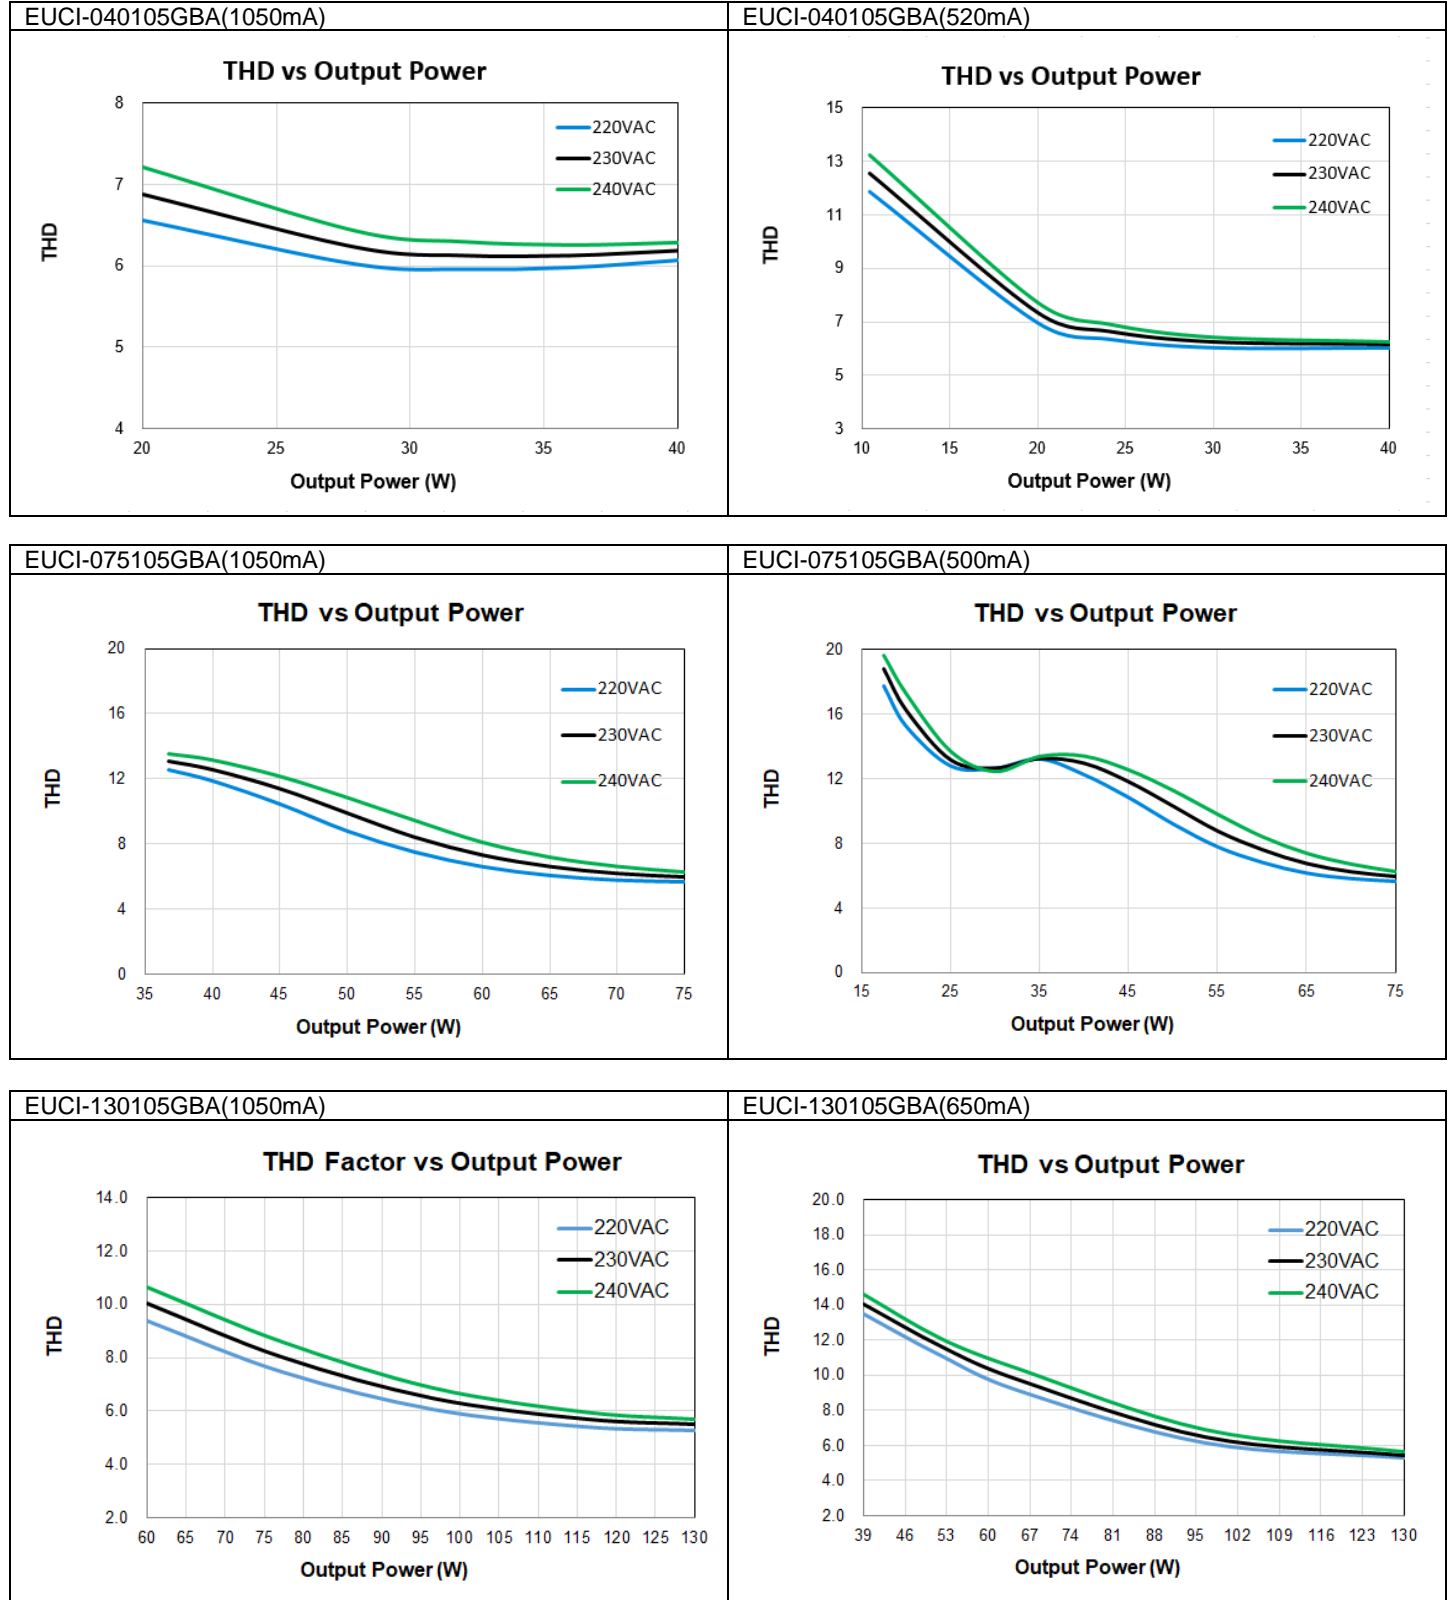 EUCI-040105GBA(1050mA)
EUCI-040105GBA(520mA)
THD vs Output Power
8
7
6
5
4
THD
220VAC
230VAC
240VAC
20 25 30 35 40
Output Power (W)
THD vs Output Power
15
13
11
9
7
5
3
THD
220VAC
230VAC
240VAC
10 15 20 25 30 35 40
Output Power (W)
EUCI-075105GBA(1050mA)
EUCI-075105GBA(500mA)
THD vs Output Power
20
16
12
8
4
0
THD
220VAC
230VAC
240VAC
35 40 45 50 55 60 65 70 75
Output Power (W)
THD vs Output Power
20
16
12
8
4
0
THD
220VAC
230VAC
240VAC
15 25 35 45 55 65 75
Output Power (W)
EUCI-130105GBA(1050mA)
EUCI-130105GBA(650mA)
THD Factor vs Output Power
14.0
12.0
10.0
8.0
6.0
4.0
2.0
THD
220VAC
230VAC
240VAC
60 65 70 75 80 85 90 95 100 105 110 115 120 125 130
Output Power (W)
THD vs Output Power
20.0
18.0
16.0
14.0
12.0
10.0
8.0
6.0
4.0
2.0
THD
220VAC
230VAC
240VAC
39 46 53 60 67 74 81 88 95 102 109 116 123 130
Output Power (W)